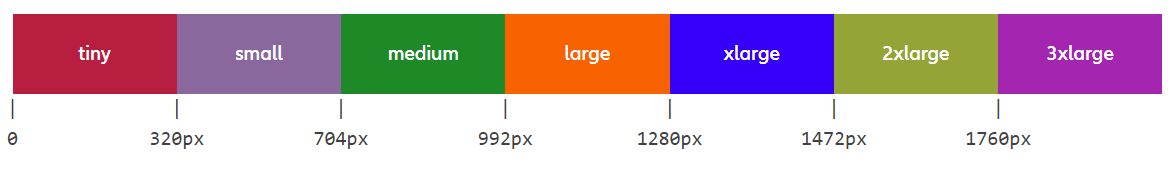 tiny small medium large xlarge 2xlarge 3xlarge
| | | | | | |
0 320px 704px 992px 1280px 1472px 1760px